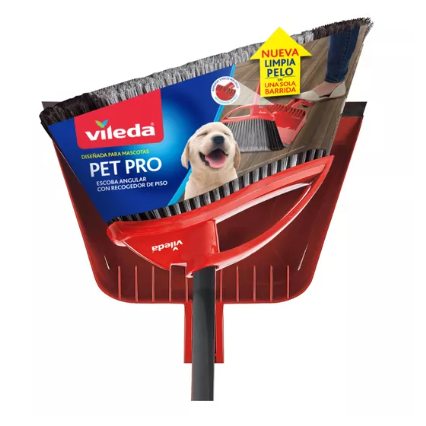 NUEVA
LIMPIA
PELO
EN
UNA SOLA
BARRIDA
vileda
DISEÑADA PARA MASCOTAS
PET PRO
ESCOBA ANGULAR
CON RECOGEDOR DE PISO
vileda